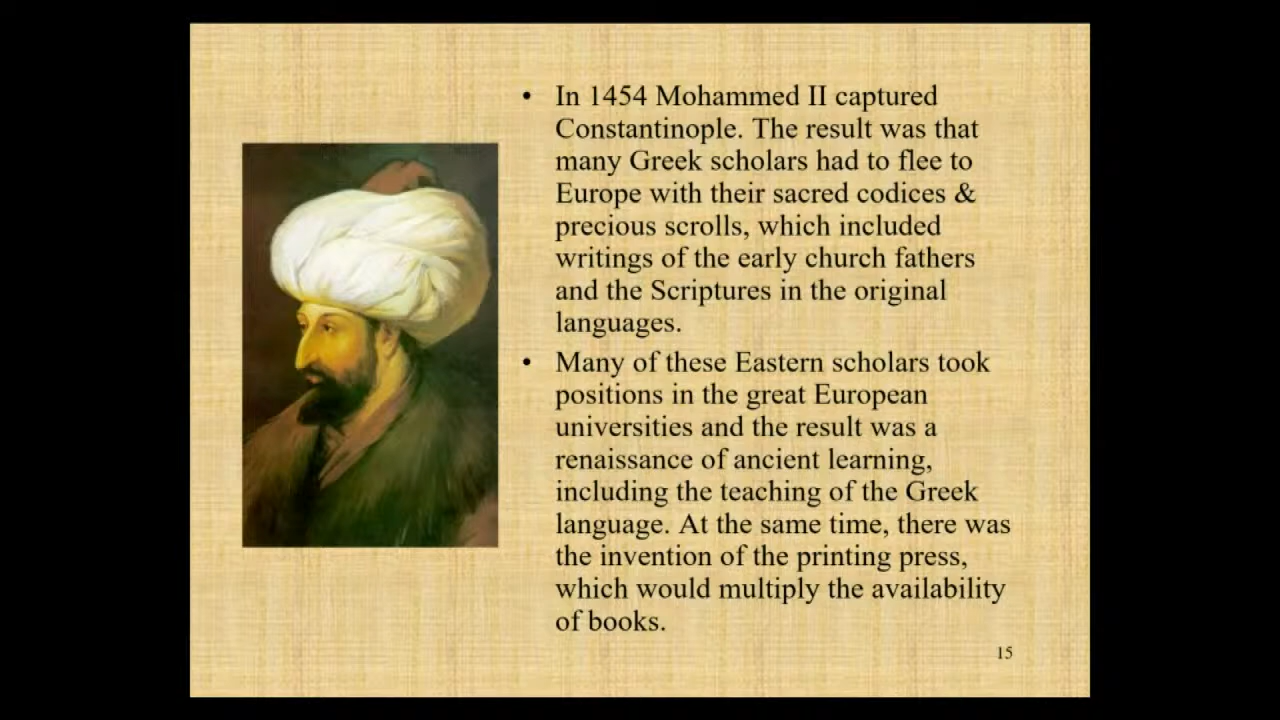 • In 1454 Mohammed II captured
Constantinople. The result was that
many Greek scholars had to flee to
Europe with their sacred codices &
precious scrolls, which included
writings of the early church fathers
and the Scriptures in the original
languages.
• Many of these Eastern scholars took
positions in the great European
universities and the result was a
renaissance of ancient learning,
including the teaching of the Greek
language. At the same time, there was
the invention of the printing press,
which would multiply the availability
of books.
15